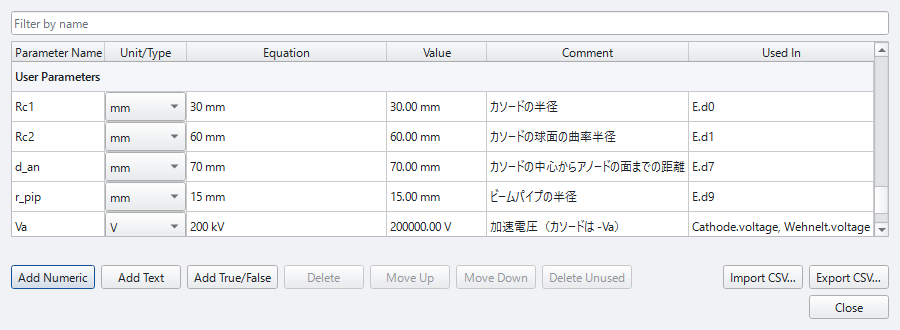 Filter by name
Parameter Name Unit/Type Equation Value Comment Used In
User Parameters
Rc1 mm 30 mm 30.00 mm カソードの半径 E.d0
Rc2 mm 60 mm 60.00 mm カソードの球面の曲率半径 E.d1
d_an mm 70 mm 70.00 mm カソードの中心からアノードの面までの距離 E.d7
r_pip mm 15 mm 15.00 mm ビームパイプの半径 E.d9
Va V 200 kV 200000.00 V 加速電圧（カソードは -Va） Cathode.voltage, Wehnelt.voltage
Add Numeric Add Text Add True/False Delete Move Up Move Down Delete Unused Import CSV... Export CSV...
Close